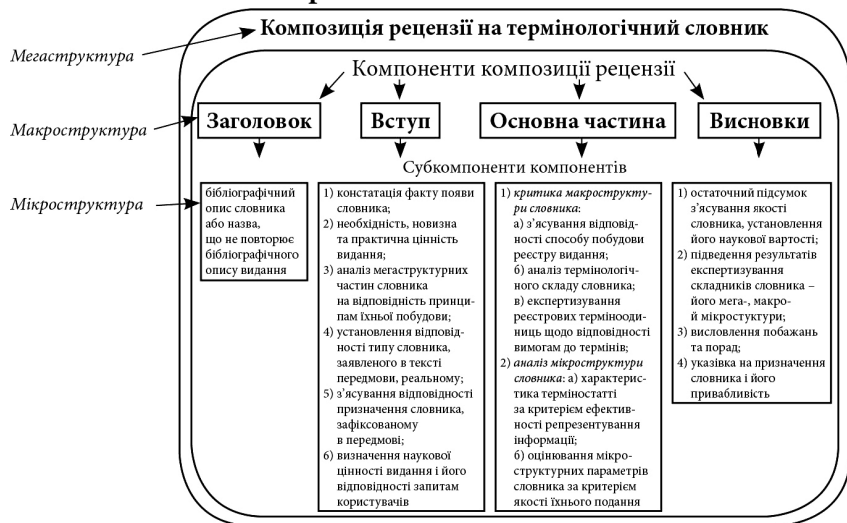 Композиція рецензії на термінологічний словник
Мегаструктура
Компоненти композиції рецензії
Макроструктура
Заголовок
Вступ
Основна частина
Висновки
Субкомпоненти компонентів
Мікроструктура
бібліографічний
опис словника
або назва,
що не повторює
бібліографічного
опису видання
1) констатація факту появи
словника;
2) необхідність, новизна
та практична цінність
видання;
3) аналіз мегаструктурних
частин словника
на відповідність принци-
пам їхньої побудови;
4) установлення відповід-
ності типу словника,
заявленого в тексті
передмови, реальному;
5) з’ясування відповідності
призначення словника,
зафіксованому
в передмові;
6) визначення наукової
цінності видання і його
відповідності запитам
користувачів
1) критика макрострукту-
ри словника:
а) з’ясування відповід-
ності способу побудови
реєстру видання;
б) аналіз термінологіч-
ного складу словника;
в) експертизування
реєстрових термінооди-
ниць щодо відповідності
вимогам до термінів;
2) аналіз мікроструктури
словника: а) характерис-
тика терміностатті
за критерієм ефектив-
ності репрезентування
інформації;
б) оцінювання мікро-
структурних параметрів
словника за критерієм
якості їхнього подання
1) остаточний підсумок
з’ясування якості
словника, установлення
його наукової вартості;
2) підведення результатів
експертизування
складників словника –
його мега-, макро-
й мікростуктури;
3) висловлення побажань
та порад;
4) указівка на призначення
словника і його
привабливість